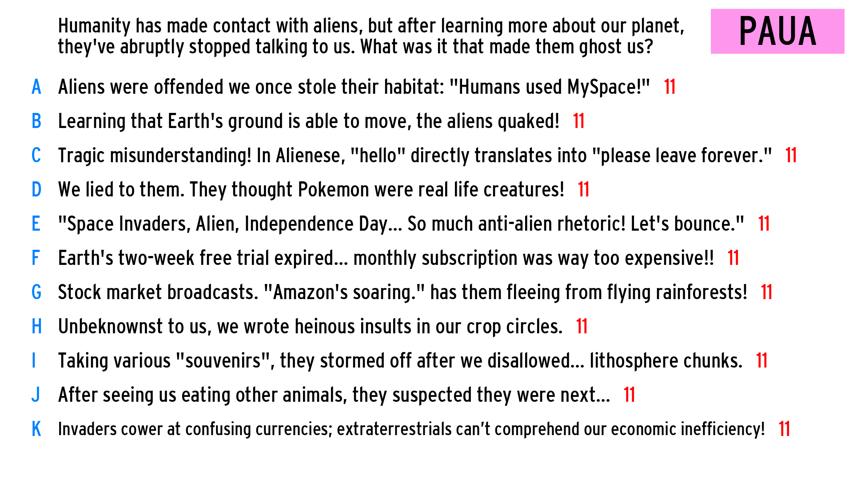 Humanity has made contact with aliens, but after learning more about our planet,
they've abruptly stopped talking to us. What was it that made them ghost us?
PAUA
A Aliens were offended we once stole their habitat: "Humans used MySpace!" 11
B Learning that Earth's ground is able to move, the aliens quaked! 11
C Tragic misunderstanding! In Alienese, "hello" directly translates into "please leave forever." 11
D We lied to them. They thought Pokemon were real life creatures! 11
E "Space Invaders, Alien, Independence Day... So much anti-alien rhetoric! Let's bounce." 11
F Earth's two-week free trial expired... monthly subscription was way too expensive!! 11
G Stock market broadcasts. "Amazon's soaring." has them fleeing from flying rainforests! 11
H Unbeknownst to us, we wrote heinous insults in our crop circles. 11
I Taking various "souvenirs", they stormed off after we disallowed... lithosphere chunks. 11
J After seeing us eating other animals, they suspected they were next... 11
K Invaders cower at confusing currencies; extraterrestrials can't comprehend our economic inefficiency! 11